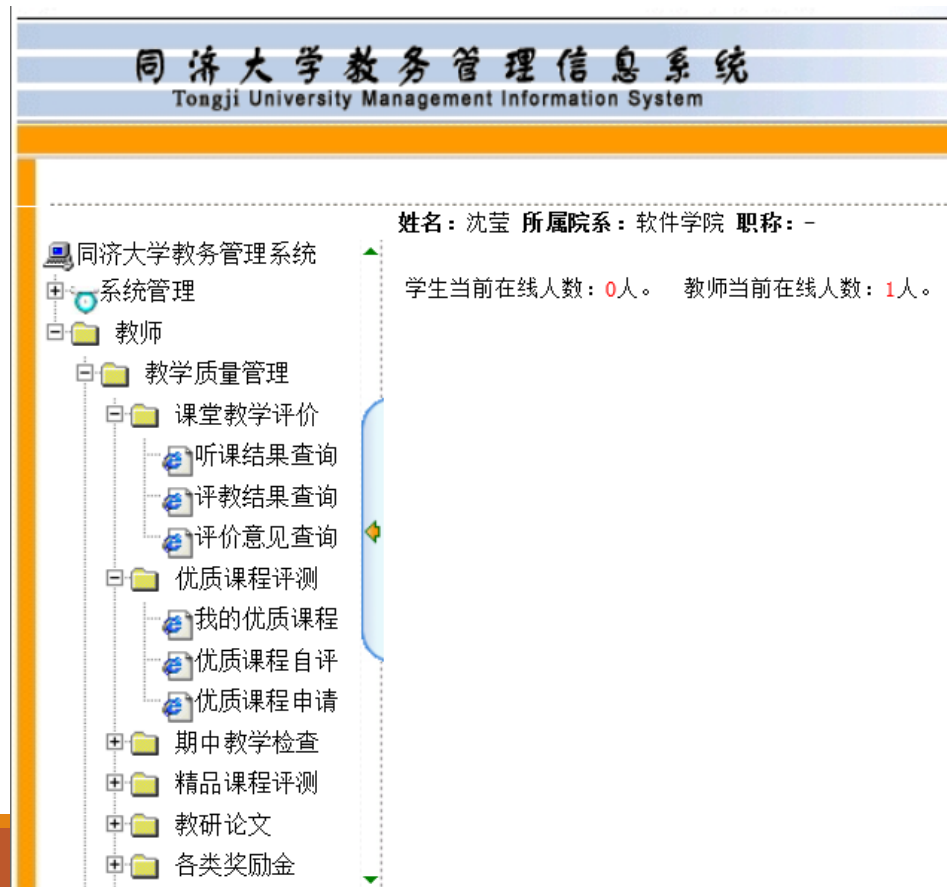 同济大学教务管理信息系统
Tongji University Management Information System
姓名：沈莹 所属院系：软件学院 职称：-
学生当前在线人数：0人。 教师当前在线人数：1人。
同济大学教务管理系统
系统管理
教师
教学质量管理
课堂教学评价
听课结果查询
评教结果查询
评价意见查询
优质课程评测
我的优质课程
优质课程自评
优质课程申请
期中教学检查
精品课程评测
教研论文
各类奖励金